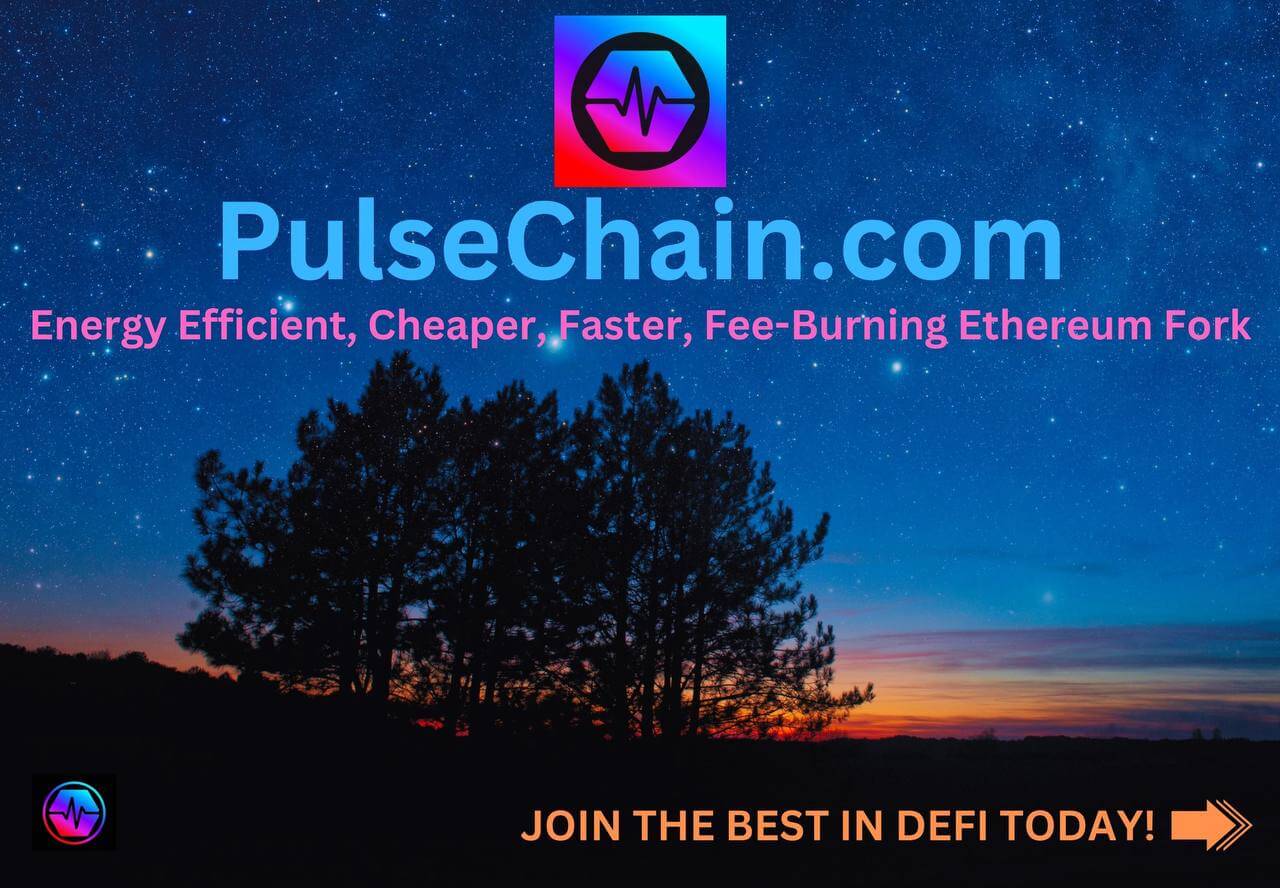 PulseChain.com
Energy Efficient, Cheaper, Faster, Fee-Burning Ethereum Fork
JOIN THE BEST IN DEFI TODAY!